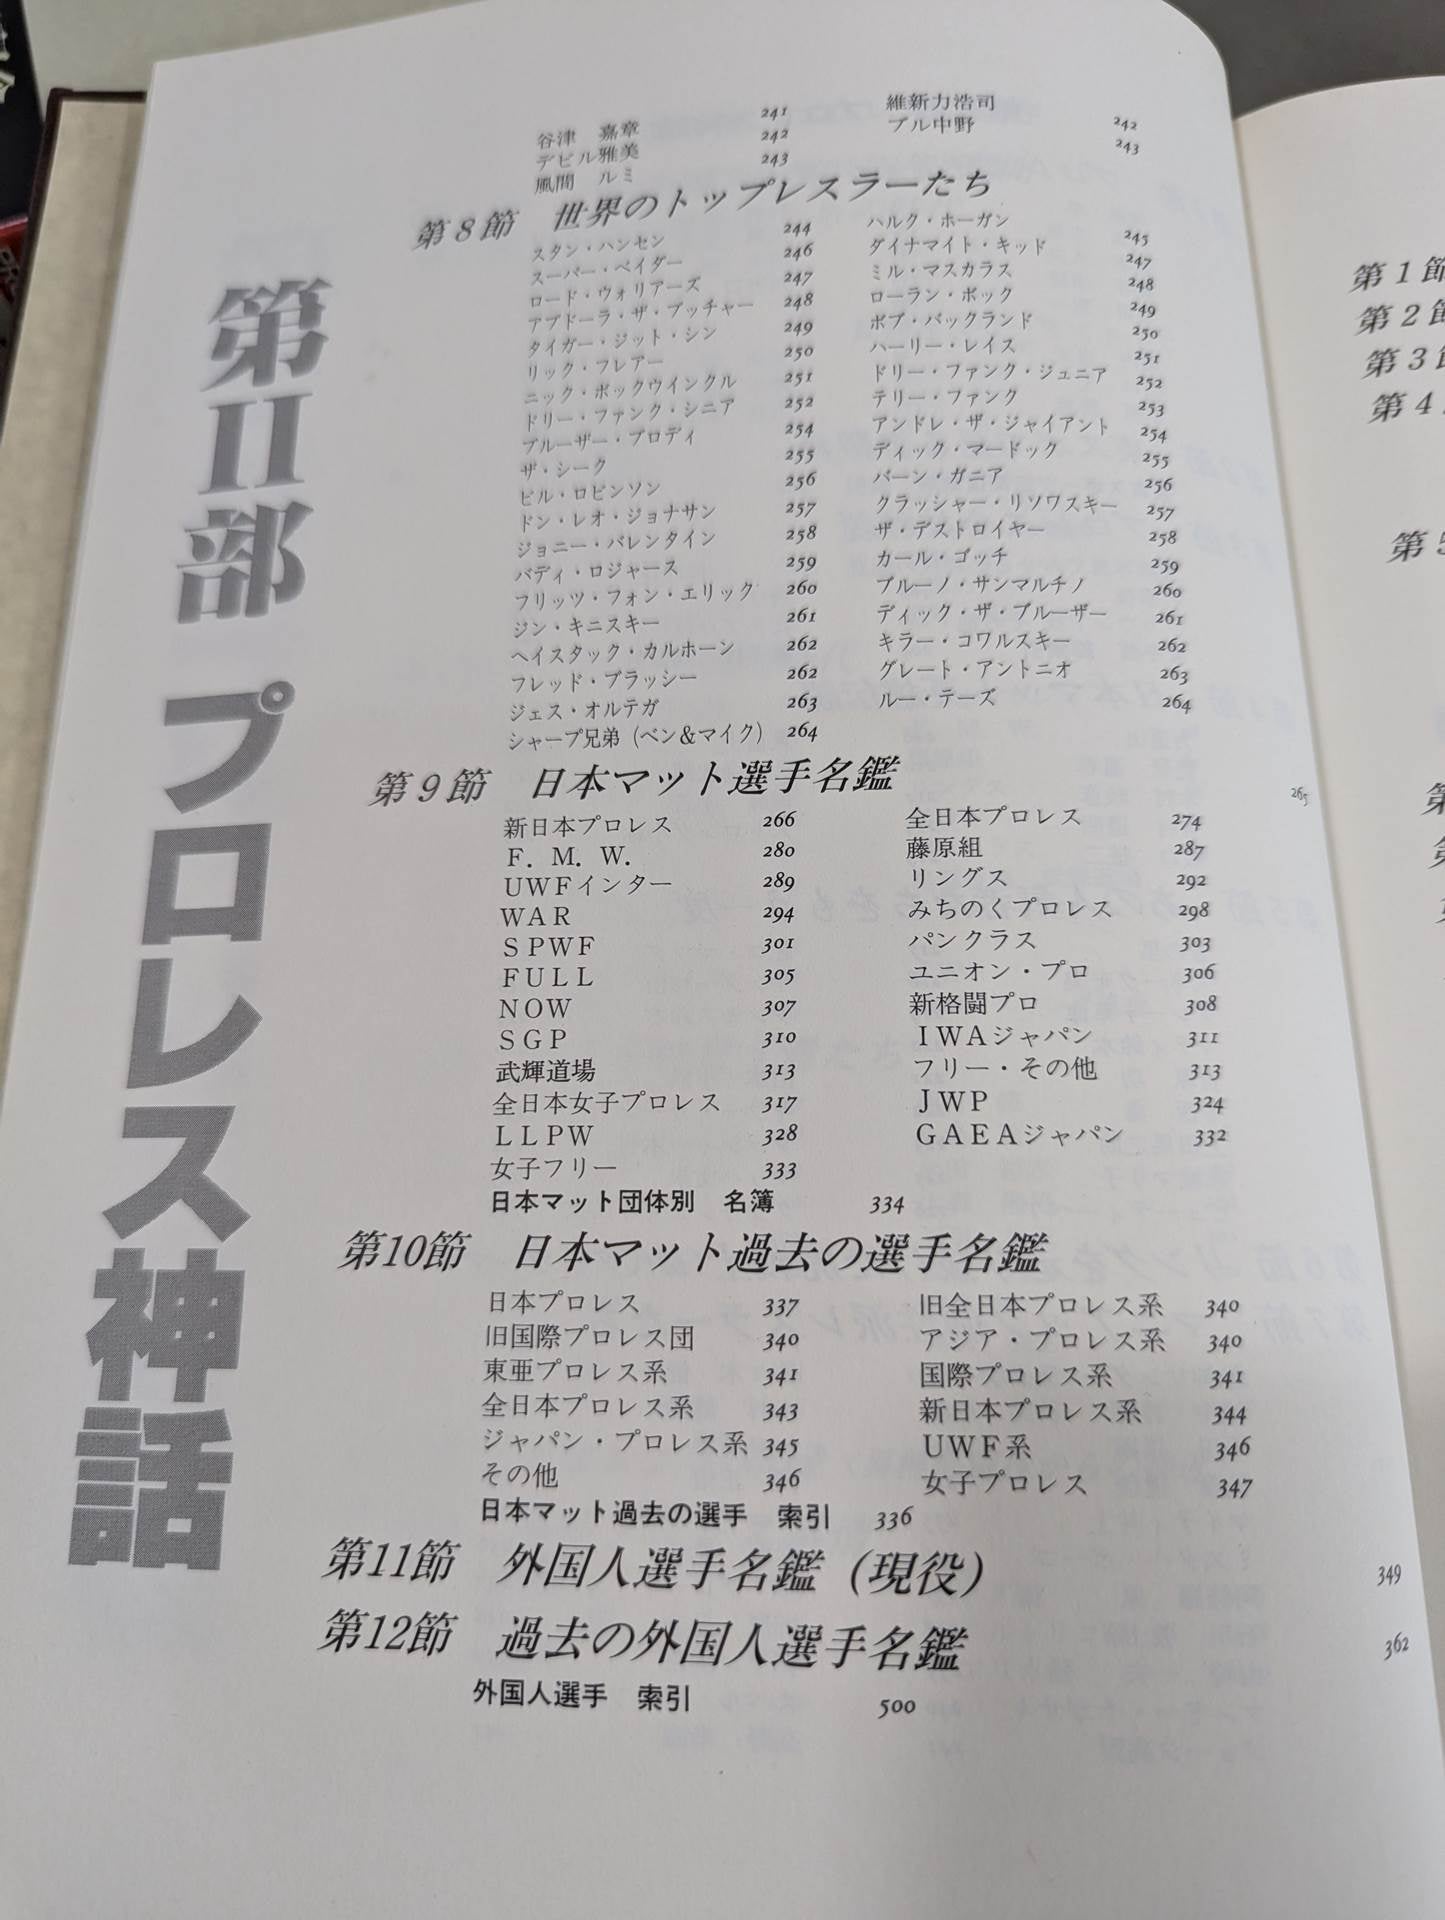 第II部 プロレス神話
谷津 嘉章 241 維新力浩司 242
デビル雅美 242 ブル中野 243
風間 ルミ 243
第8節 世界のトップレスラーたち
スタン・ハンセン 244 ハルク・ホーガン 245
スーパー・ベイダー 246 ダイナマイト・キッド 247
ロード・ウォリアーズ 247 ミル・マスカラス 248
アブドーラ・ザ・ブッチャー 248 ローラン・ボック 249
タイガー・ジット・シン 249 ボブ・バックランド 250
リック・フレアー 250 ハーリー・レイス 251
ニック・ボックウインクル 251 ドリー・ファンク・ジュニア 252
ドリー・ファンク・シニア 252 テリー・ファンク 253
ブルーザー・ブロディ 254 アンドレ・ザ・ジャイアント 254
ザ・シーク 255 ディック・マードック 255
ビル・ロビンソン 256 バーン・ガニア 256
ドン・レオ・ジョナサン 257 クラッシャー・リソワスキー 257
ジョニー・バレンタイン 258 ザ・デストロイヤー 258
バディ・ロジャース 259 カール・ゴッチ 259
フリッツ・フォン・エリック 260 ブルーノ・サンマルチノ 260
ジン・キニスキー 261 ディック・ザ・ブルーザー 261
ヘイスタック・カルホーン 262 キラー・コワルスキー 262
フレッド・ブラッシー 262 グレート・アントニオ 263
ジェス・オルテガ 263 ルー・テーズ 264
シャープ兄弟（ベン＆マイク） 264
第9節 日本マット選手名鑑 265
新日本プロレス 266 全日本プロレス 274
F．M．W． 280 藤原組 287
UWFインター 289 リングス 292
WAR 294 みちのくプロレス 298
SPWF 301 パンクラス 303
FULL 305 ユニオン・プロ 306
NOW 307 新格闘プロ 308
SGP 310 IWAジャパン 311
武輝道場 313 フリー・その他 313
全日本女子プロレス 317 JWP 324
LLPW 328 GAEAジャパン 332
女子フリー 333
日本マット団体別 名簿 334
第10節 日本マット過去の選手名鑑
日本プロレス 337 旧全日本プロレス系 340
旧国際プロレス団 340 アジア・プロレス系 340
東亜プロレス系 341 国際プロレス系 341
全日本プロレス系 343 新日本プロレス系 344
ジャパン・プロレス系 345 UWF系 346
その他 346 女子プロレス 347
日本マット過去の選手 索引 336
第11節 外国人選手名鑑（現役） 349
第12節 過去の外国人選手名鑑 362
外国人選手 索引 500
第1節
第2節
第3節
第4
第5